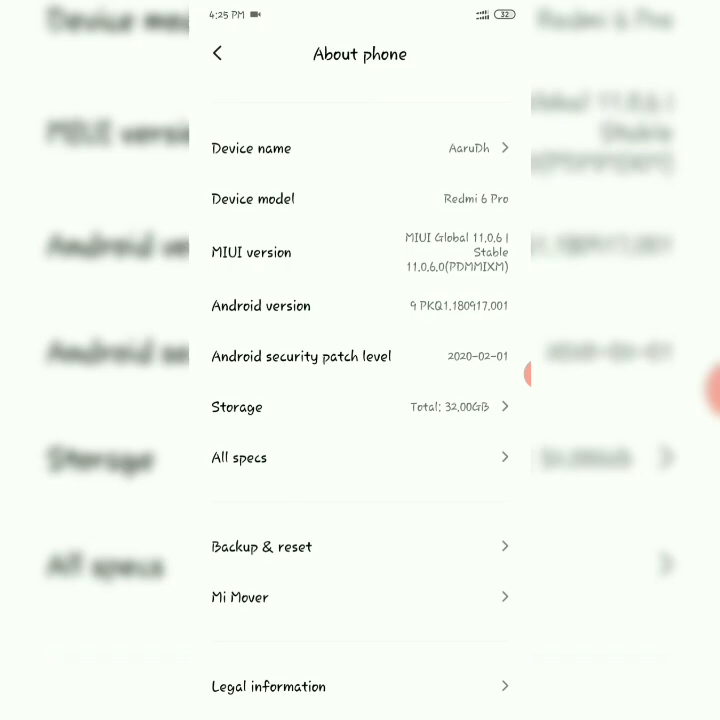 4:25 PM 32
About phone
Device name AaruDh
Device model Redmi 6 Pro
MIUI version MIUI Global 11.0.6 |
Stable
11.0.6.0(PDMMIXM)
Android version 9 PKQ1.180917.001
Android security patch level 2020-02-01
Storage Total: 32.00GB
All specs
Backup & reset
Mi Mover
Legal information